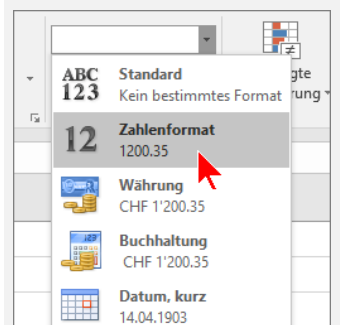 gte
rung
ABC
123
Standard
Kein bestimmtes Format
12
Zahlenformat
1200.35
Währung
CHF 1'200.35
123
Buchhaltung
CHF 1'200.35
Datum, kurz
14.04.1903